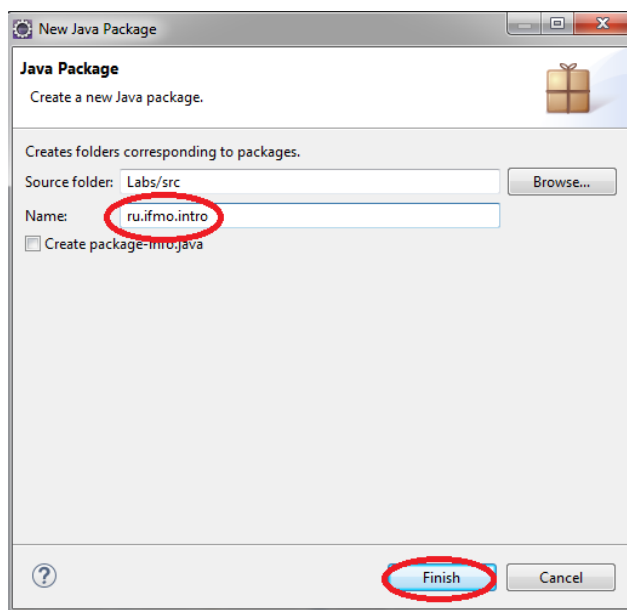 New Java Package
Java Package
Create a new Java package.
Creates folders corresponding to packages.
Source folder: Labs/src Browse...
Name: ru.ifmo.intro
Create package-info.java
? Finish Cancel